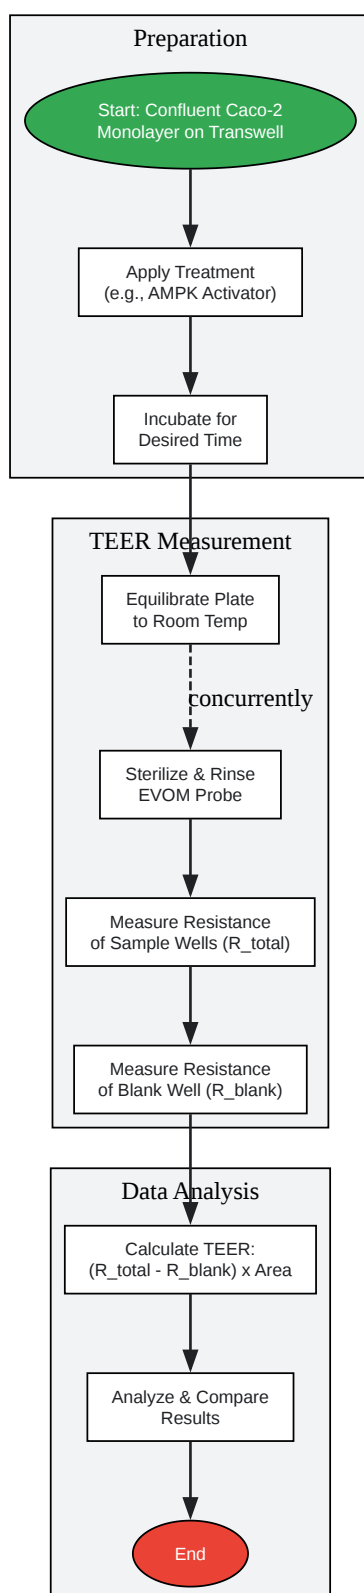 Preparation
Start: Confluent Caco-2
Monolayer on Transwell
Apply Treatment
(e.g., AMPK Activator)
Incubate for
Desired Time
TEER Measurement
Equilibrate Plate
to Room Temp
concurrently
Sterilize & Rinse
EVOM Probe
Measure Resistance
of Sample Wells (R_total)
Measure Resistance
of Blank Well (R_blank)
Data Analysis
Calculate TEER:
(R_total - R_blank) x Area
Analyze & Compare
Results
End